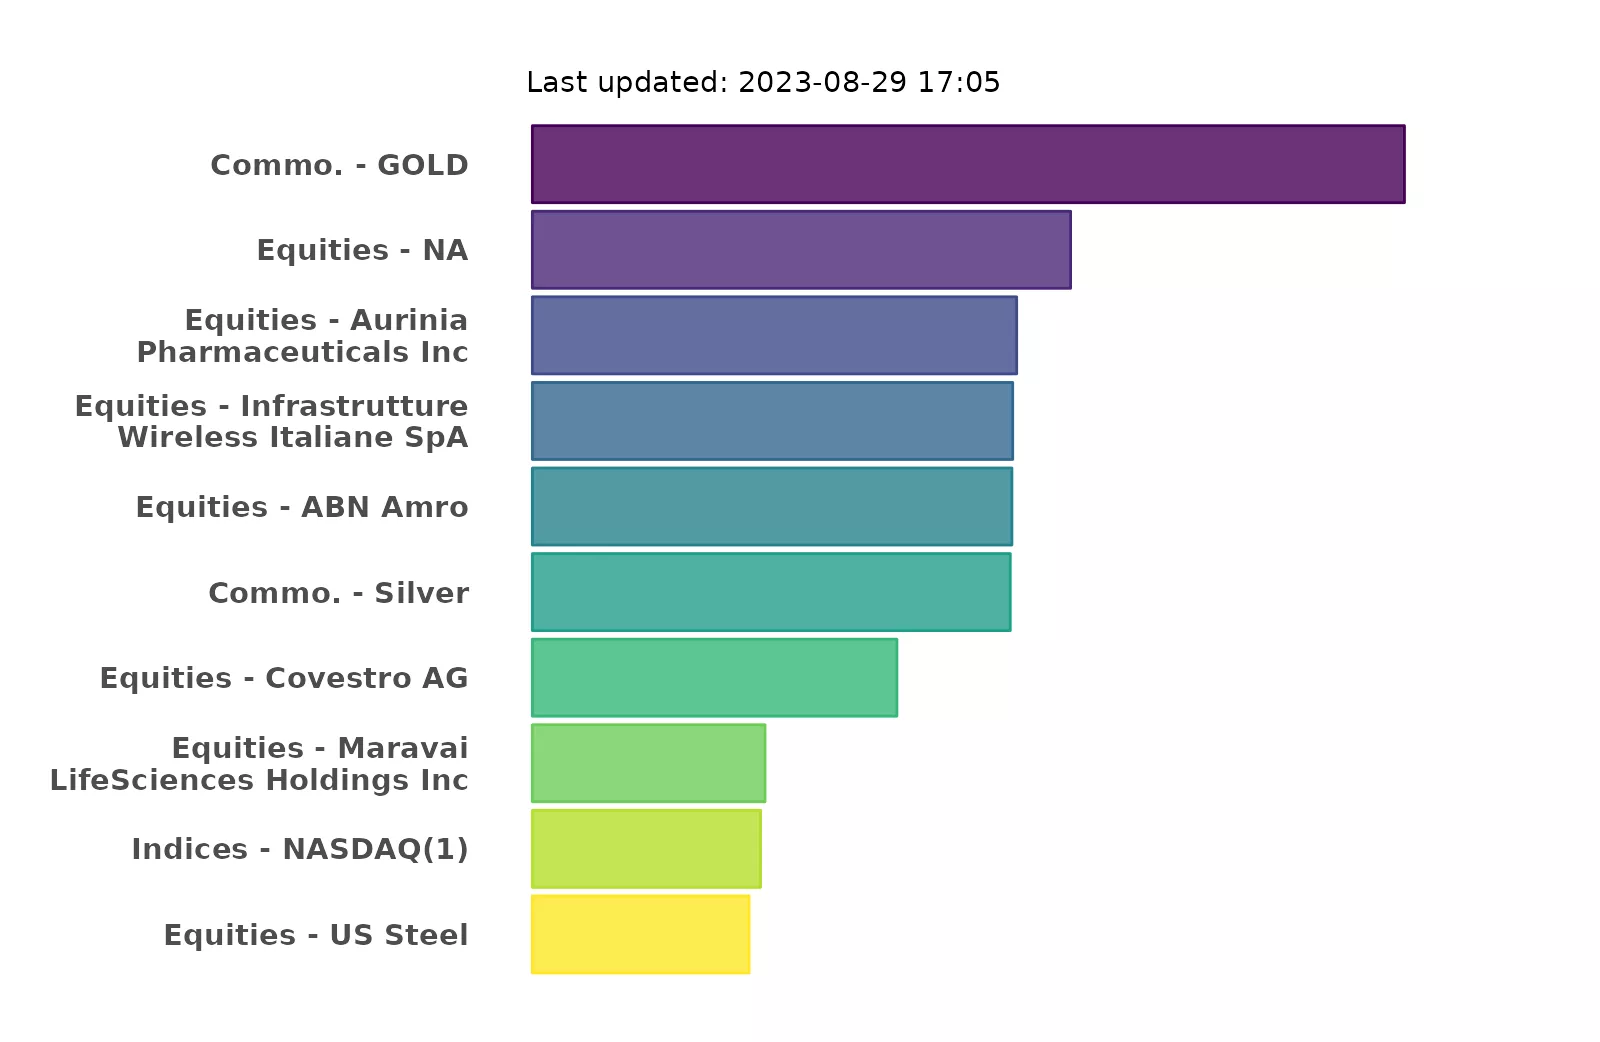 Last updated: 2023-08-29 17:05
Commo. - GOLD
Equities - NA
Equities - Aurinia
Pharmaceuticals Inc
Equities - Infrastrutture
Wireless Italiane SpA
Equities - ABN Amro
Commo. - Silver
Equities - Covestro AG
Equities - Maravai
LifeSciences Holdings Inc
Indices - NASDAQ(1)
Equities - US Steel